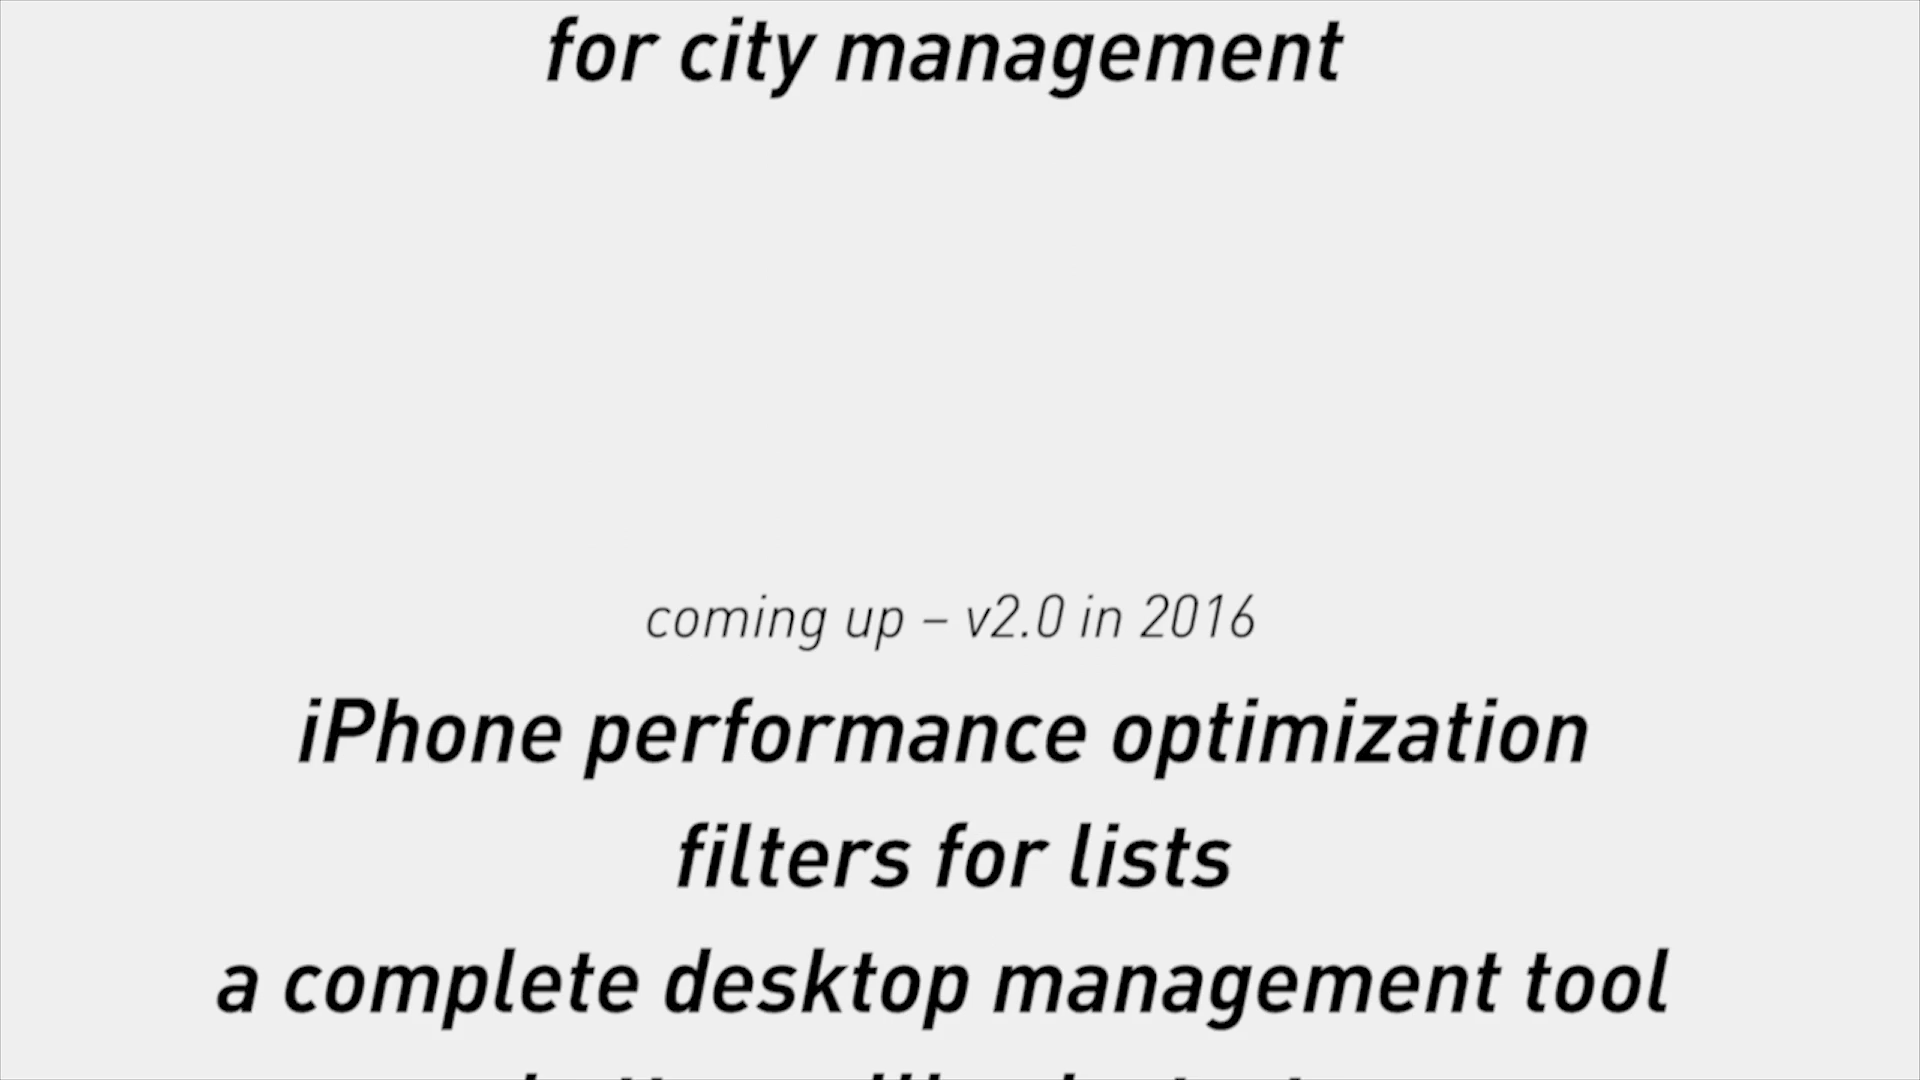 for city management
coming up – v2.0 in 2016
iPhone performance optimization
filters for lists
a complete desktop management tool